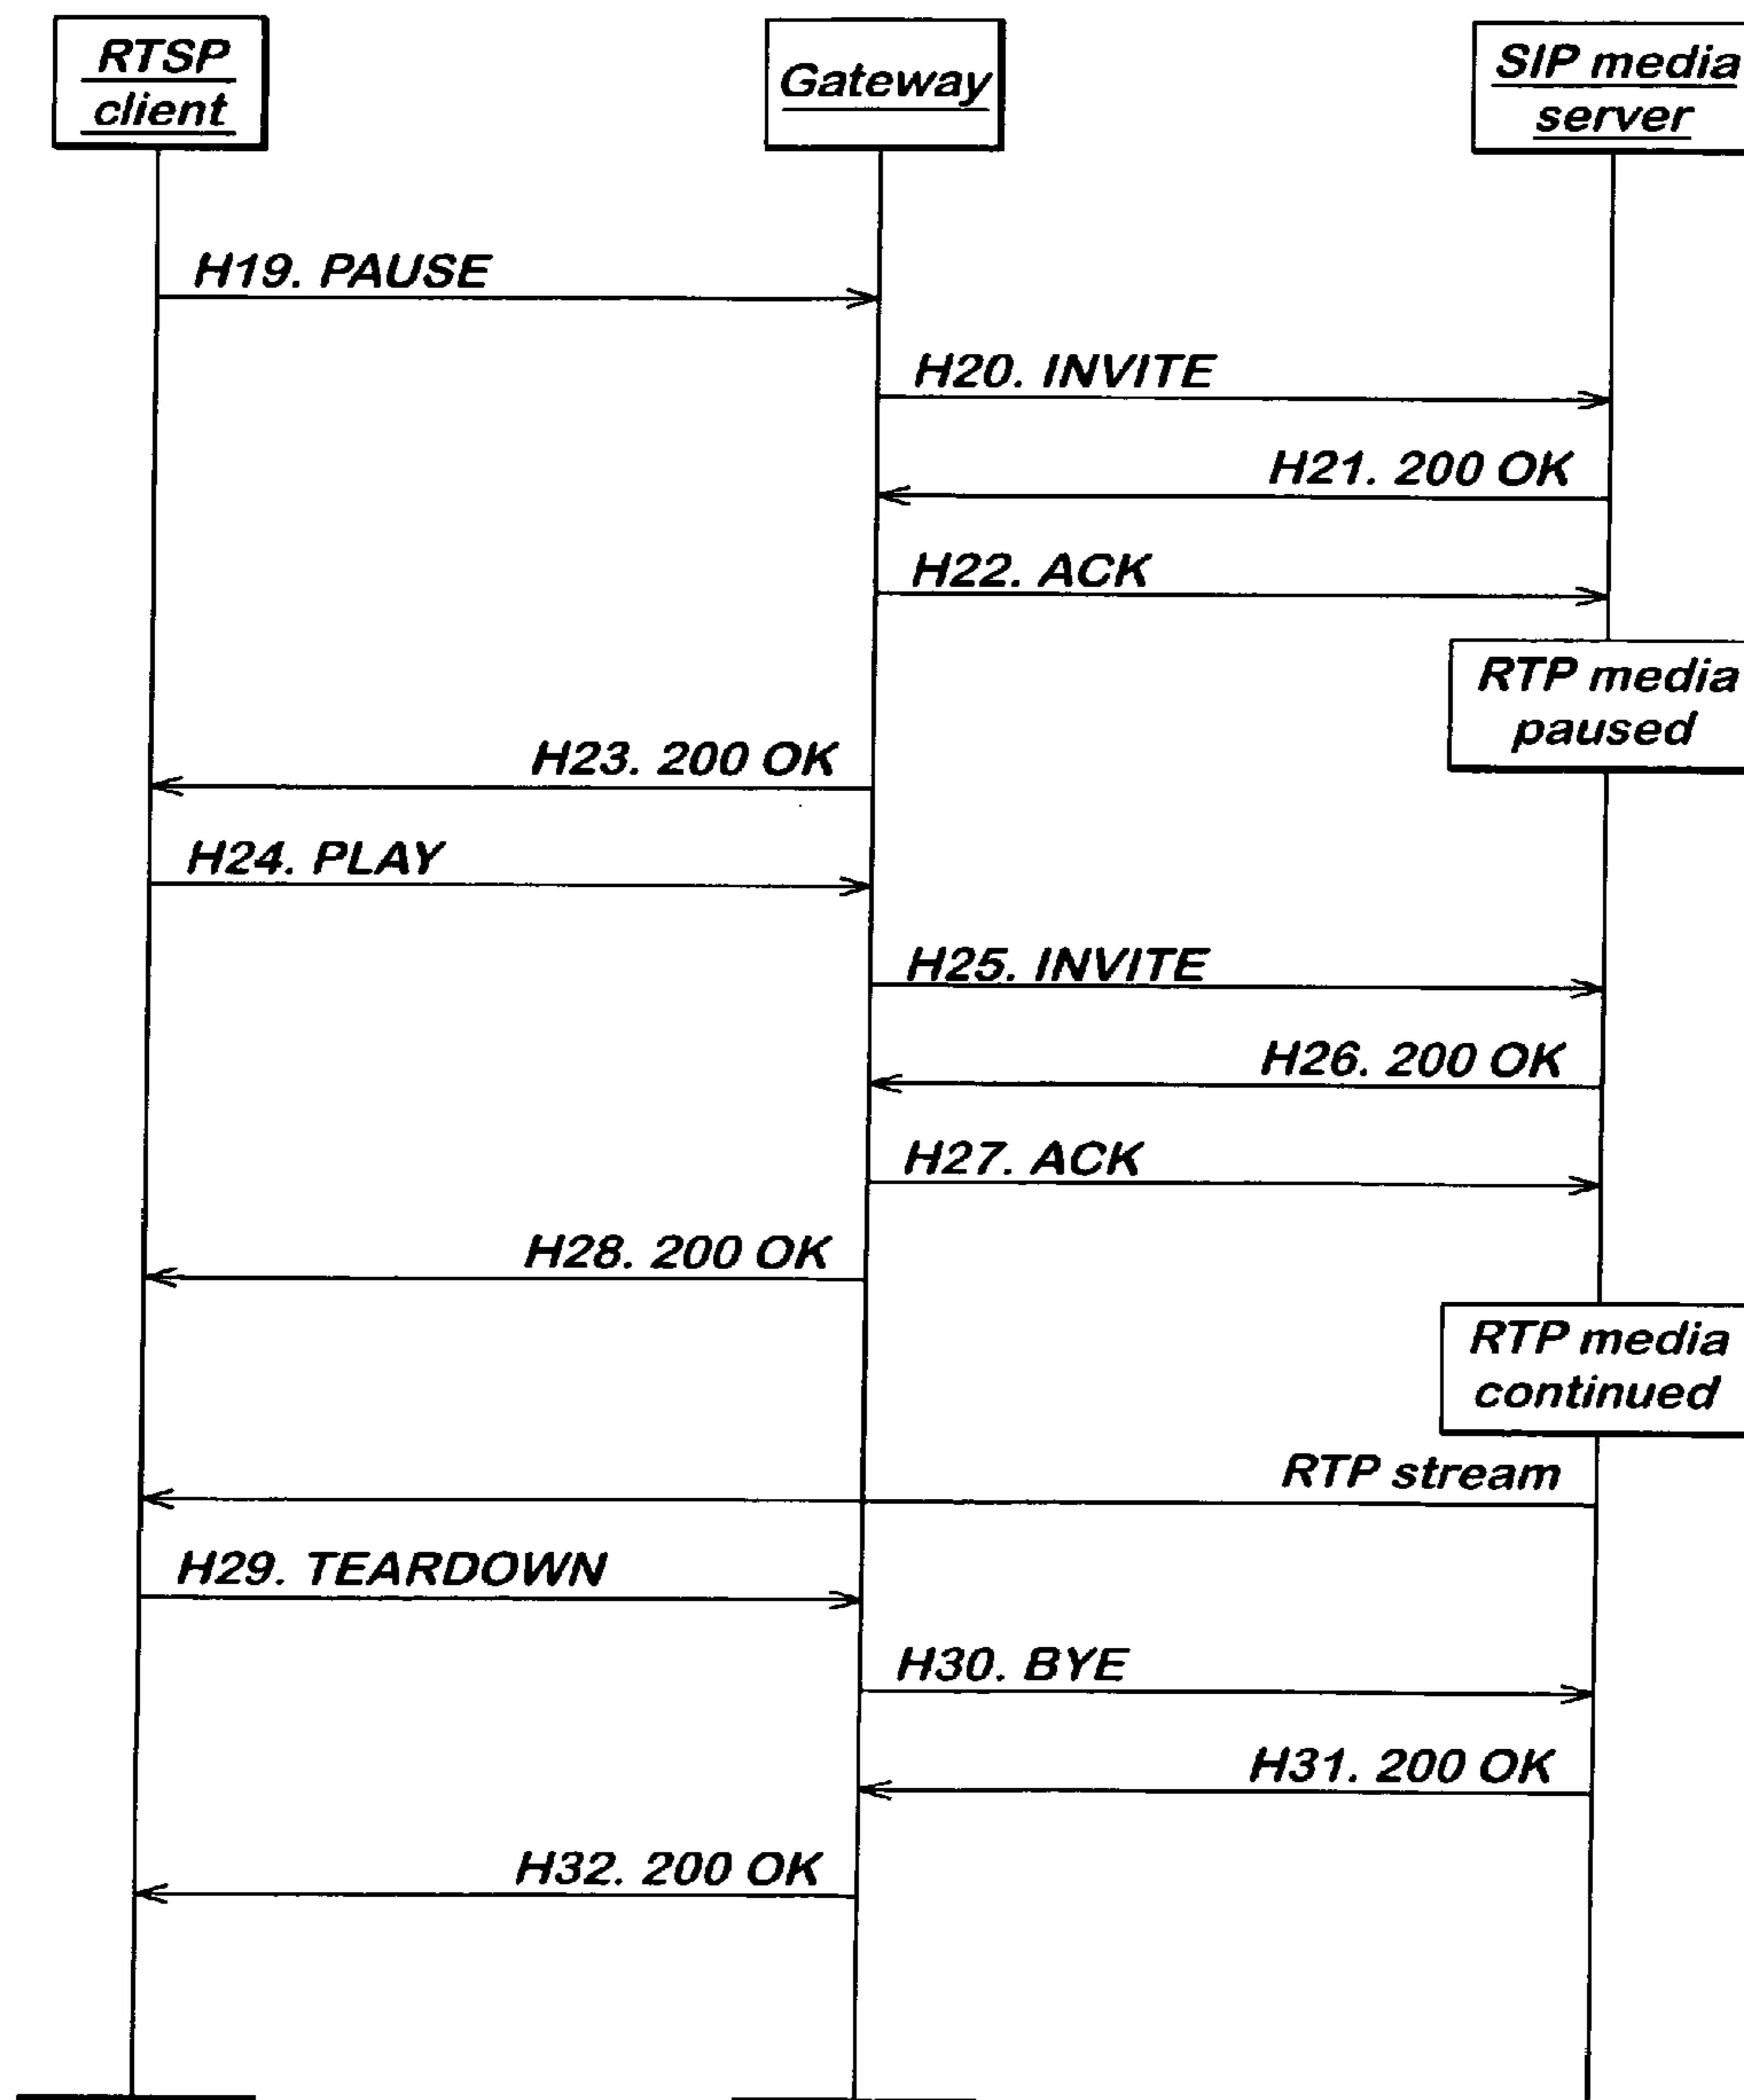 RTSP
client
Gateway
SIP media
server
H19. PAUSE
H20. INVITE
H21. 200 OK
H22. ACK
RTP media
paused
H23. 200 OK
H24. PLAY
H25. INVITE
H26. 200 OK
H27. ACK
H28. 200 OK
RTP media
continued
RTP stream
H29. TEARDOWN
H30. BYE
H31. 200 OK
H32. 200 OK